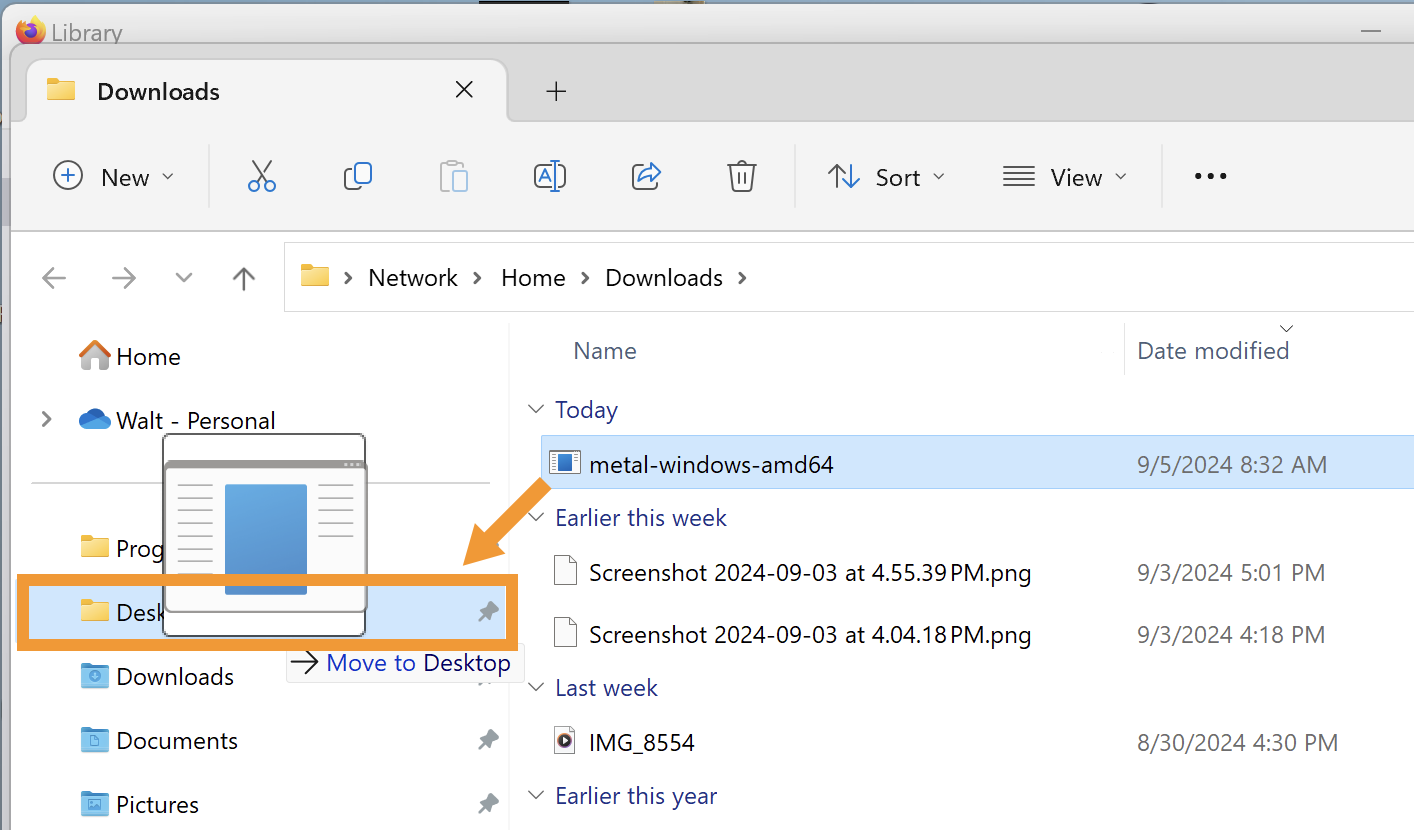 Library
Downloads
New
Sort
View
Network
Home
Downloads
Home
Walt - Personal
Downloads
Documents
Pictures
Move to Desktop
Name
Date modified
Today
metal-windows-amd64
9/5/2024 8:32 AM
Earlier this week
Screenshot 2024-09-03 at 4.55.39 PM.png
9/3/2024 5:01 PM
Screenshot 2024-09-03 at 4.04.18 PM.png
9/3/2024 4:18 PM
Last week
IMG_8554
8/30/2024 4:30 PM
Earlier this year